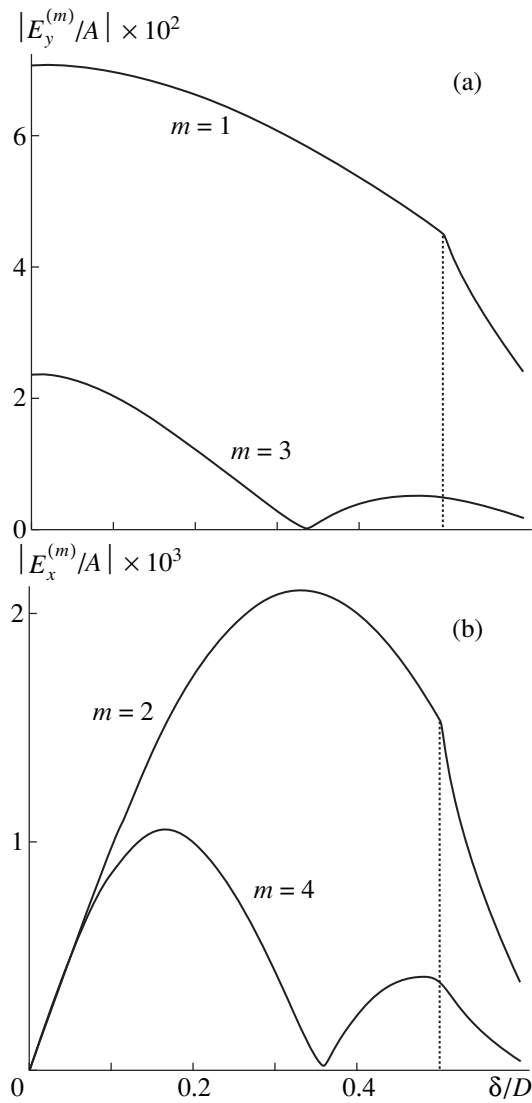 |E_y^(m)/A| × 10^2
(a)
6
m = 1
4
2
m = 3
0
|E_x^(m)/A| × 10^3
2
(b)
m = 2
1
m = 4
0 0.2 0.4 δ/D